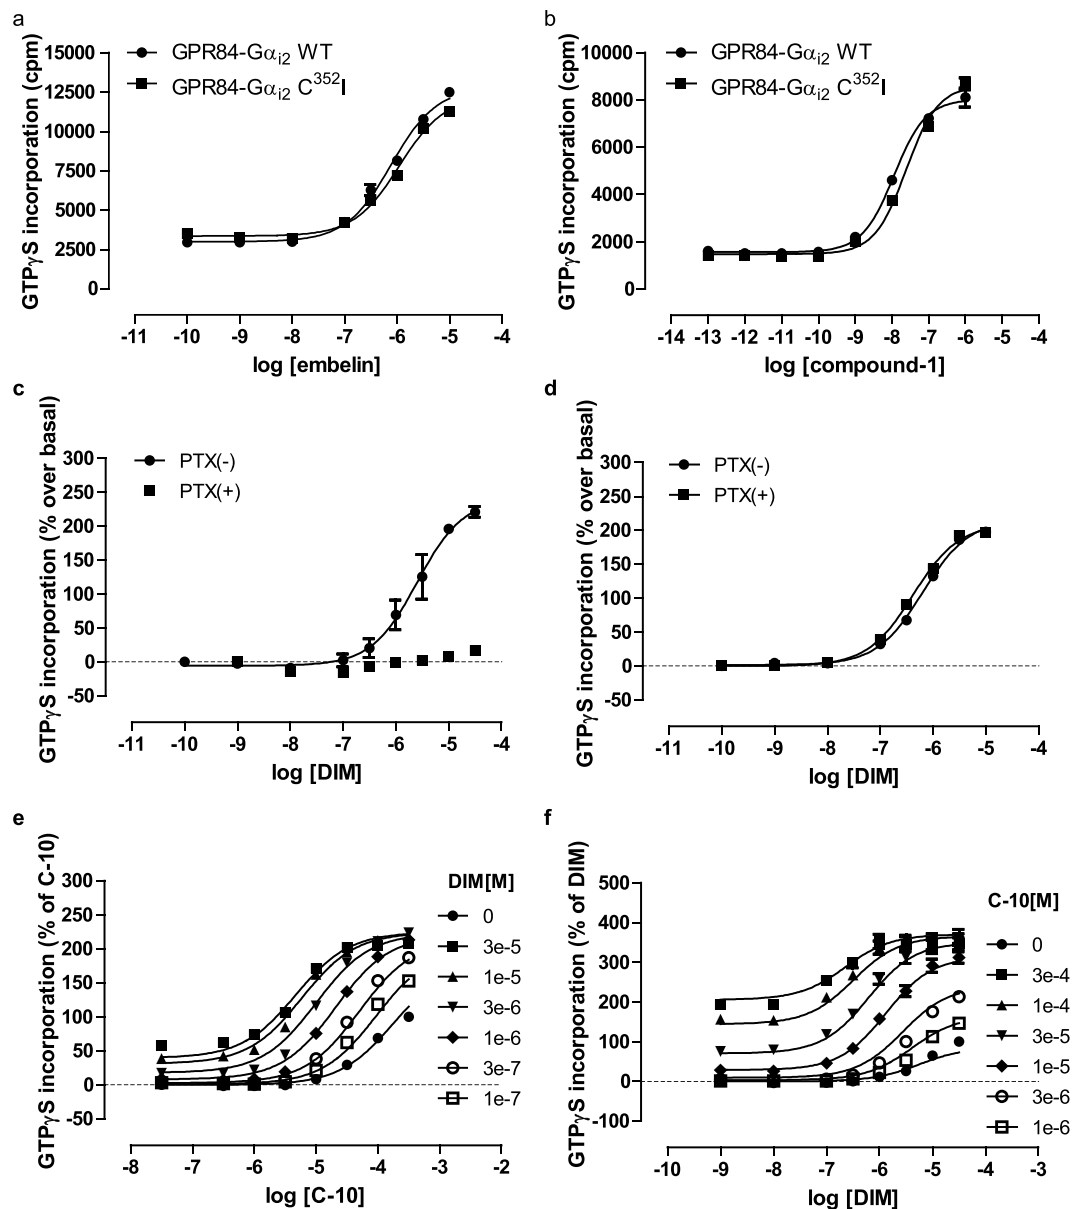 a
GTPγS incorporation (cpm)
15000
12500
10000
7500
5000
2500
0
GPR84-Gαi2 WT
GPR84-Gαi2 C352I
-11 -10 -9 -8 -7 -6 -5 -4
log [embelin]
b
GTPγS incorporation (cpm)
10000
8000
6000
4000
2000
0
GPR84-Gαi2 WT
GPR84-Gαi2 C352I
-14 -13 -12 -11 -10 -9 -8 -7 -6 -5 -4
log [compound-1]
c
GTPγS incorporation (% over basal)
300
250
200
150
100
50
0
-50
PTX(-)
PTX(+)
-11 -10 -9 -8 -7 -6 -5 -4
log [DIM]
d
GTPγS incorporation (% over basal)
300
250
200
150
100
50
0
-50
PTX(-)
PTX(+)
-11 -10 -9 -8 -7 -6 -5 -4
log [DIM]
e
GTPγS incorporation (% of C-10)
300
250
200
150
100
50
0
-50
DIM[M]
0
3e-5
1e-5
3e-6
1e-6
3e-7
1e-7
-8 -7 -6 -5 -4 -3 -2
log [C-10]
f
GTPγS incorporation (% of DIM)
500
400
300
200
100
0
-100
C-10[M]
0
3e-4
1e-4
3e-5
1e-5
3e-6
1e-6
-10 -9 -8 -7 -6 -5 -4 -3
log [DIM]